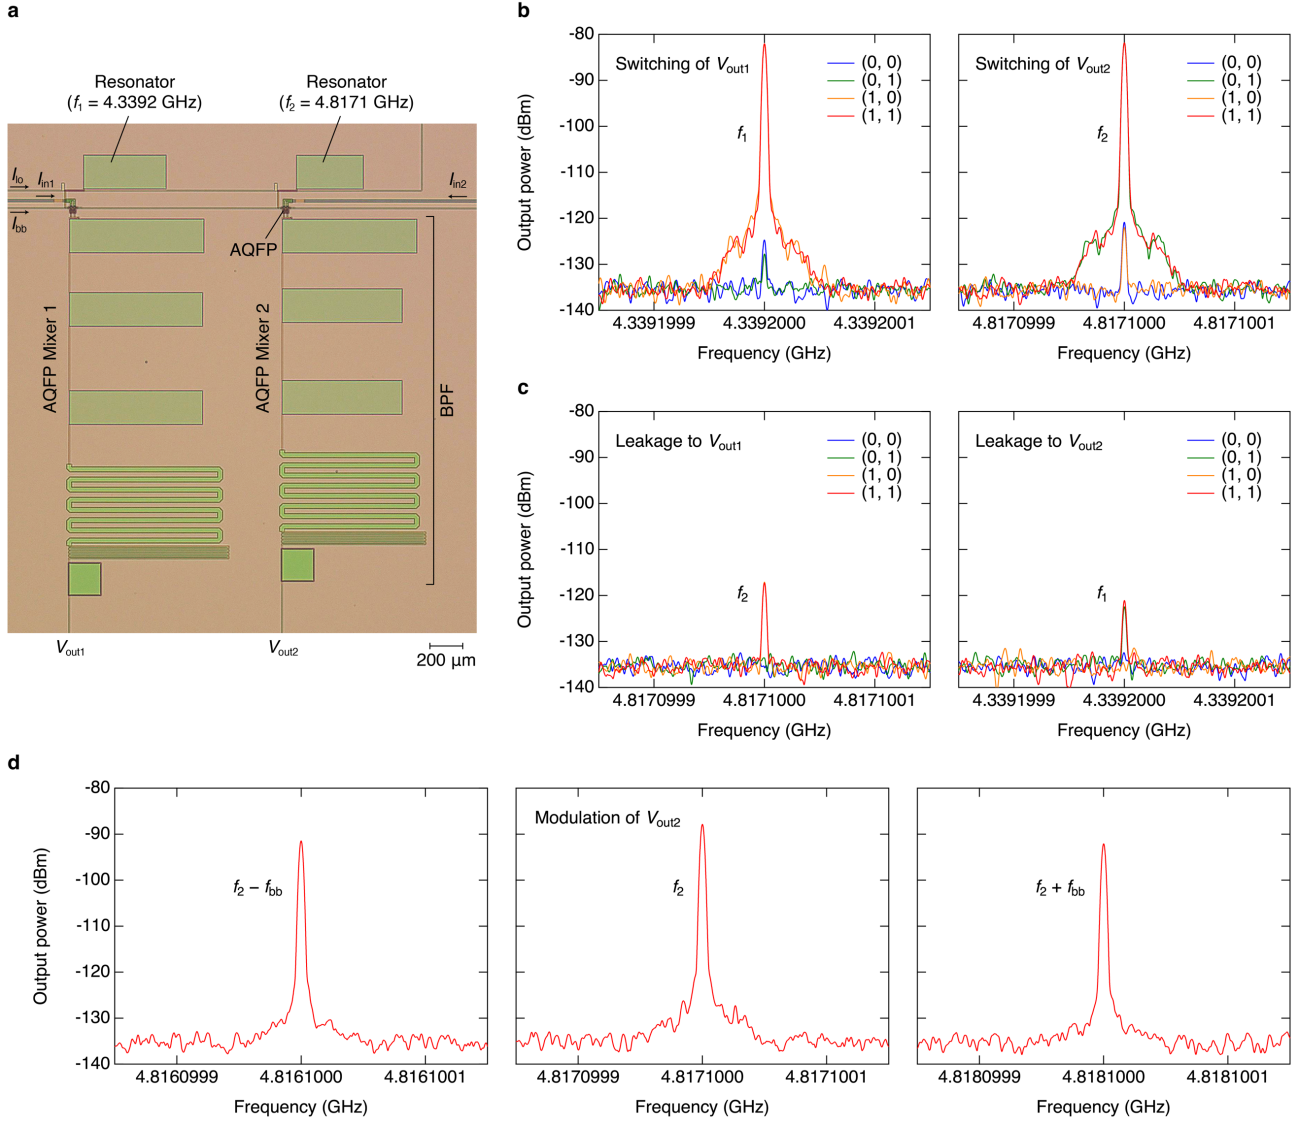 a
Resonator
(f1 = 4.3392 GHz)
Resonator
(f2 = 4.8171 GHz)
Ilo
Iin1
Iin2
Ibb
AQFP
AQFP Mixer 1
AQFP Mixer 2
BPF
Vout1
Vout2
200 µm
b
Output power (dBm)
-80
-90
-100
-110
-120
-130
-140
Switching of Vout1
(0, 0)
(0, 1)
(1, 0)
(1, 1)
f1
4.33919999
4.33920000
4.33920001
Frequency (GHz)
Switching of Vout2
(0, 0)
(0, 1)
(1, 0)
(1, 1)
f2
4.8170999
4.8171000
4.8171001
Frequency (GHz)
c
Output power (dBm)
-80
-90
-100
-110
-120
-130
-140
Leakage to Vout1
(0, 0)
(0, 1)
(1, 0)
(1, 1)
f2
4.8170999
4.8171000
4.8171001
Frequency (GHz)
Leakage to Vout2
(0, 0)
(0, 1)
(1, 0)
(1, 1)
f1
4.33919999
4.33920000
4.33920001
Frequency (GHz)
d
Output power (dBm)
-80
-90
-100
-110
-120
-130
-140
f2 − fbb
4.8160999
4.8161000
4.8161001
Frequency (GHz)
Modulation of Vout2
f2
4.8170999
4.8171000
4.8171001
Frequency (GHz)
f2 + fbb
4.8180999
4.8181000
4.8181001
Frequency (GHz)